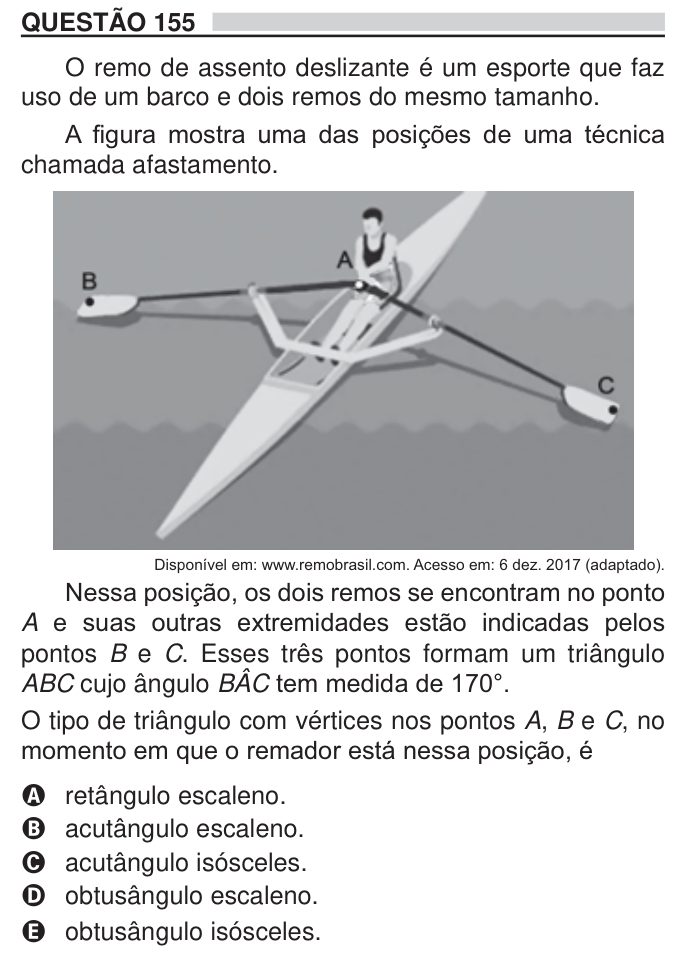 QUESTÃO 155
O remo de assento deslizante é um esporte que faz
uso de um barco e dois remos do mesmo tamanho.
A figura mostra uma das posições de uma técnica
chamada afastamento.
A
B
C
Disponível em: www.remobrasil.com. Acesso em: 6 dez. 2017 (adaptado).
Nessa posição, os dois remos se encontram no ponto
A e suas outras extremidades estão indicadas pelos
pontos B e C. Esses três pontos formam um triângulo
ABC cujo ângulo BÂC tem medida de 170°.
O tipo de triângulo com vértices nos pontos A, B e C, no
momento em que o remador está nessa posição, é
A retângulo escaleno.
B acutângulo escaleno.
C acutângulo isósceles.
D obtusângulo escaleno.
E obtusângulo isósceles.